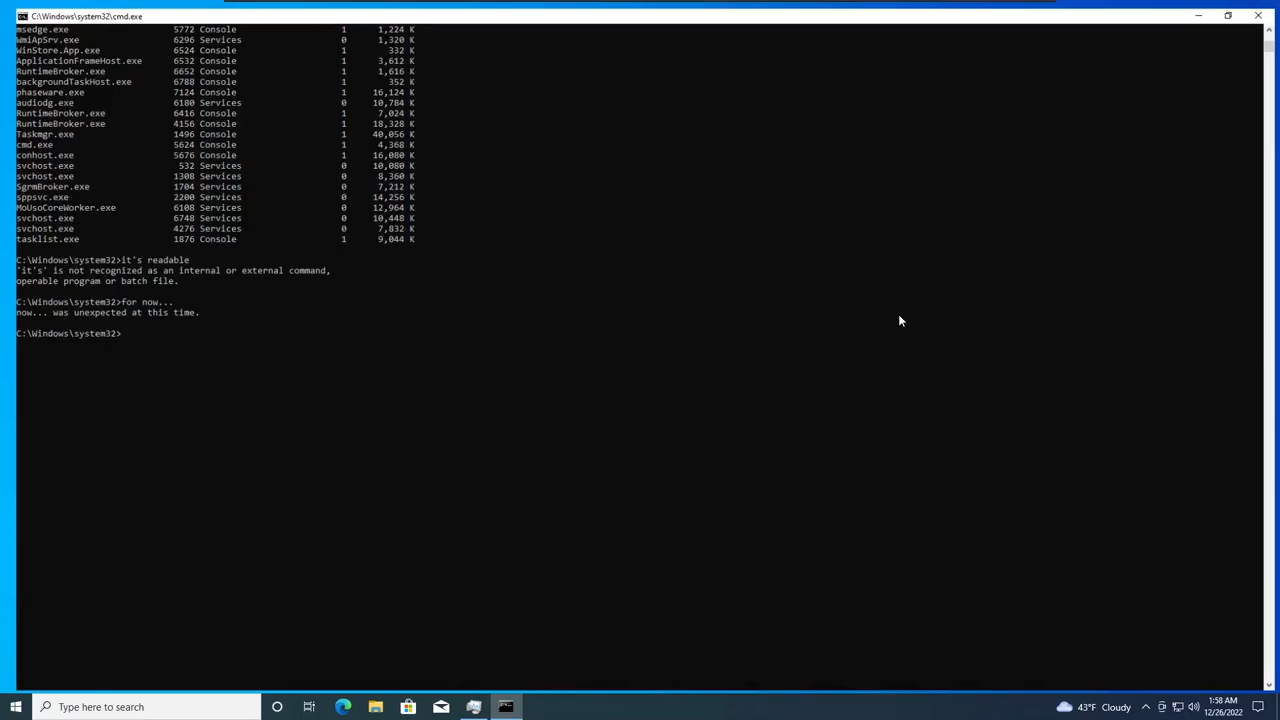 C:\Windows\system32\cmd.exe
msedge.exe 5772 Console 1 1,224 K
WmiApSrv.exe 6296 Services 0 1,320 K
WinStore.App.exe 6524 Console 1 332 K
ApplicationFrameHost.exe 6532 Console 1 3,612 K
RuntimeBroker.exe 6652 Console 1 1,616 K
backgroundTaskHost.exe 6788 Console 1 352 K
phaseware.exe 7124 Console 1 16,124 K
audiodg.exe 6180 Services 0 10,784 K
RuntimeBroker.exe 6416 Console 1 7,024 K
RuntimeBroker.exe 4156 Console 1 18,328 K
Taskmgr.exe 1496 Console 1 40,056 K
cmd.exe 5624 Console 1 4,368 K
conhost.exe 5676 Console 1 16,080 K
svchost.exe 532 Services 0 10,080 K
svchost.exe 1308 Services 0 8,360 K
SgrmBroker.exe 1704 Services 0 7,212 K
sppsvc.exe 2200 Services 0 14,256 K
MoUsoCoreWorker.exe 6108 Services 0 12,964 K
svchost.exe 6748 Services 0 10,448 K
svchost.exe 4276 Services 0 7,832 K
tasklist.exe 1876 Console 1 9,044 K
C:\Windows\system32>it's readable
'it's' is not recognized as an internal or external command,
operable program or batch file.
C:\Windows\system32>for now...
now... was unexpected at this time.
C:\Windows\system32>
Type here to search
43°F Cloudy
1:58 AM
12/26/2022